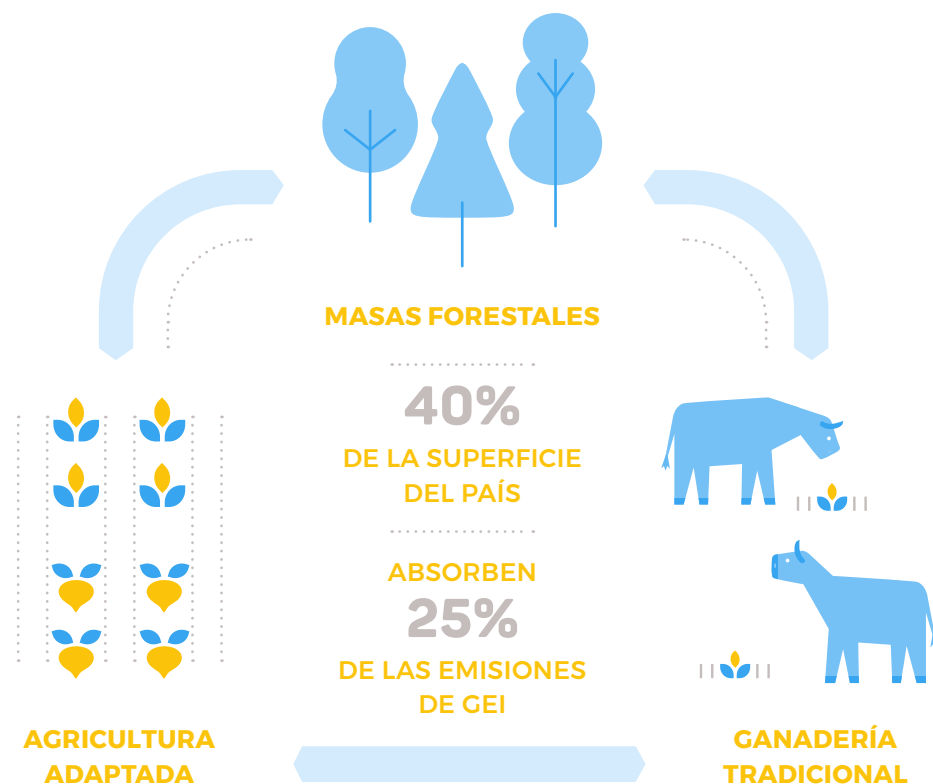 MASAS FORESTALES
40%
DE LA SUPERFICIE
DEL PAÍS
ABSORBEN
25%
DE LAS EMISIONES
DE GEI
AGRICULTURA
ADAPTADA
GANADERÍA
TRADICIONAL